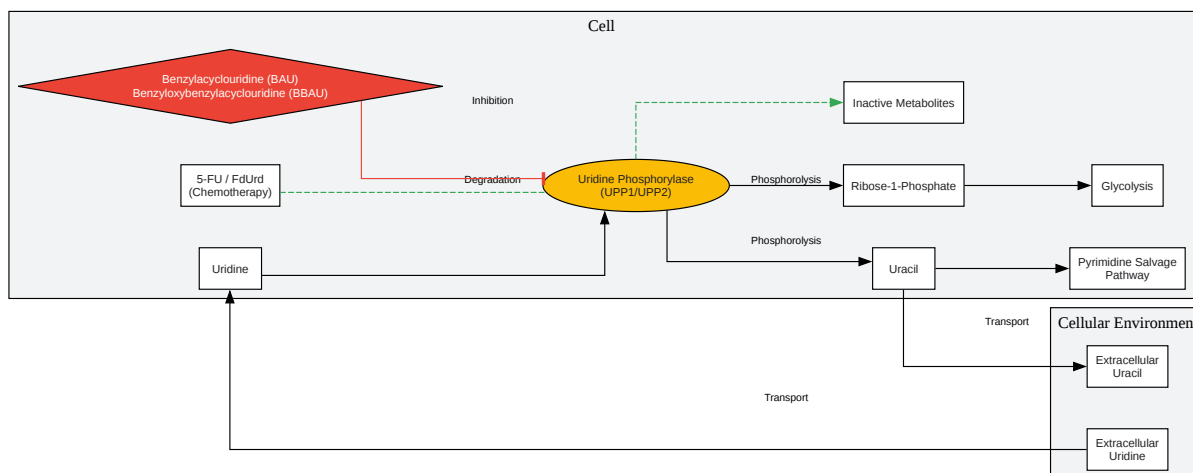 Cell
Benzylacyclouridine (BAU)
Benzyloxybenzylacyclouridine (BBAU)
Inhibition
Inactive Metabolites
5-FU / FdUrd
(Chemotherapy)
Degradation
Uridine Phosphorylase
(UPP1/UPP2)
Phosphorolysis
Ribose-1-Phosphate
Glycolysis
Phosphorolysis
Uridine
Uracil
Pyrimidine Salvage
Pathway
Transport
Cellular Environment
Extracellular
Uracil
Transport
Extracellular
Uridine